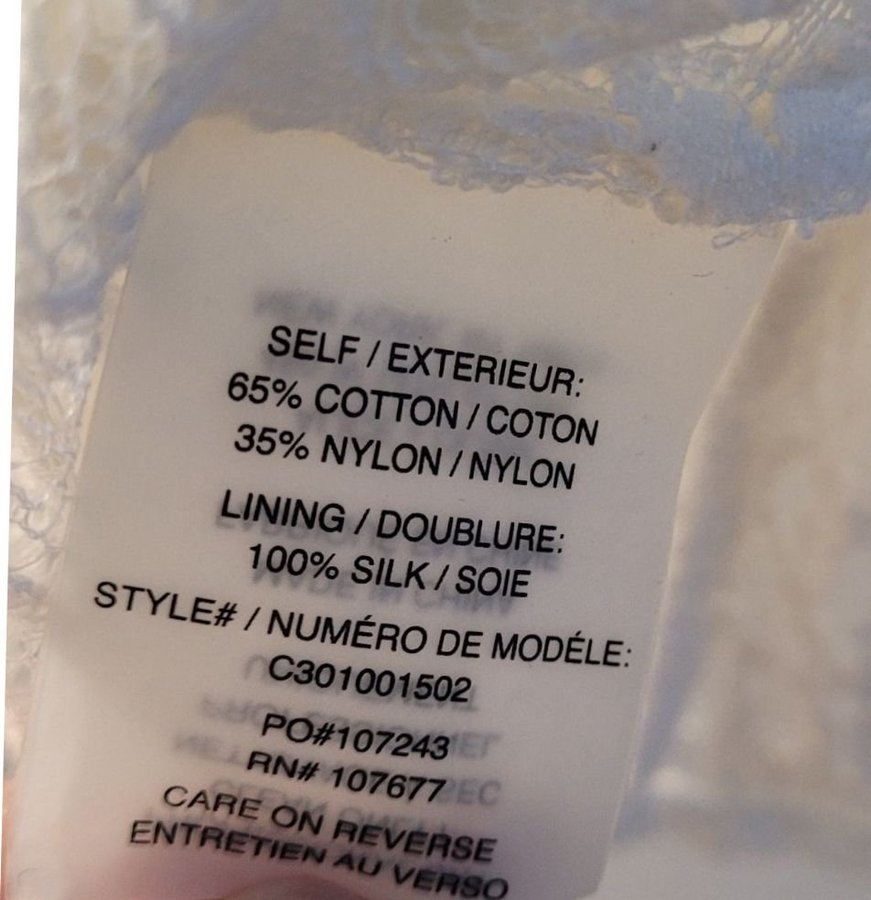 SELF / EXTERIEUR:
65% COTTON / COTON
35% NYLON / NYLON
LINING / DOUBLURE:
100% SILK / SOIE
STYLE# / NUMÉRO DE MODÉLE:
C301001502
PO#107243
RN# 107677
CARE ON REVERSE
ENTRETIEN AU VERSO